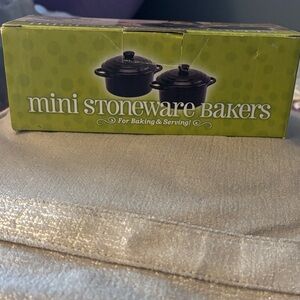 mini STONEWARE BAKERS
For Baking & Serving!